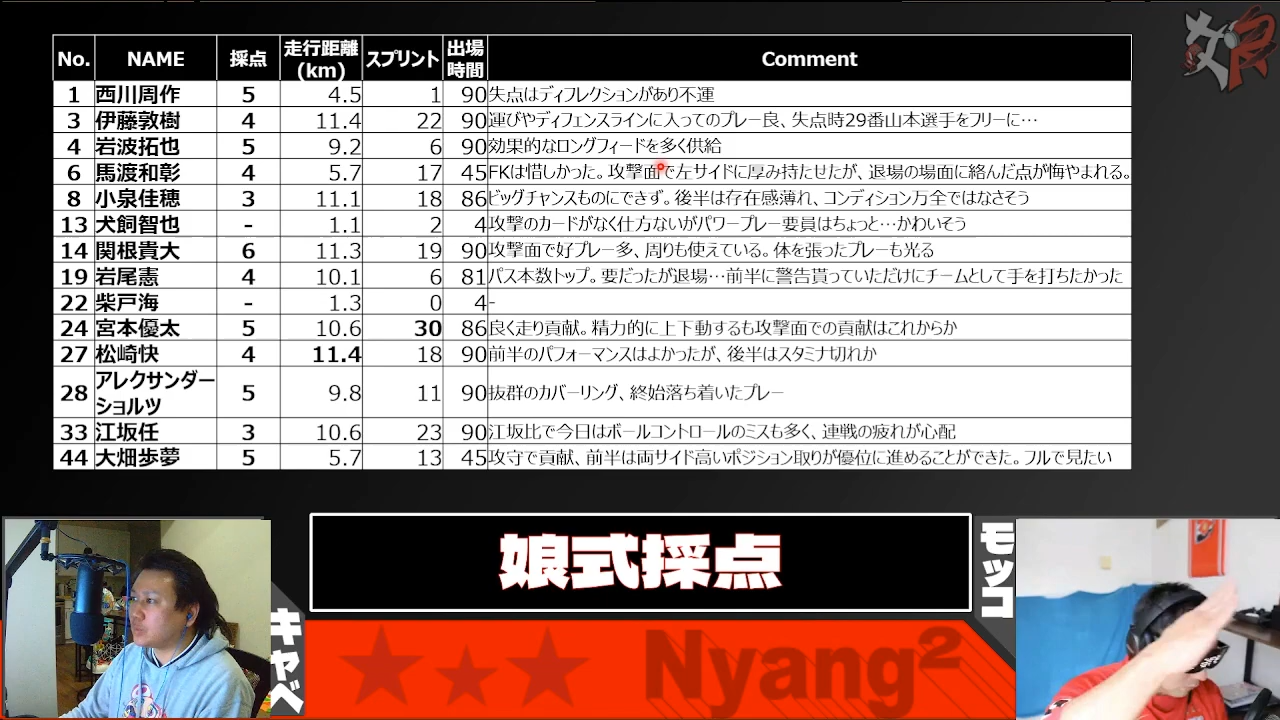 No. NAME 採点 走行距離(km) スプリント 出場時間 Comment
1 西川周作 5 4.5 1 90 失点はディフレクションがあり不運
3 伊藤敦樹 4 11.4 22 90 運びやディフェンスラインに入ってのプレー良、失点時29番山本選手をフリーに…
4 岩波拓也 5 9.2 6 90 効果的なロングフィードを多く供給
6 馬渡和彰 4 5.7 17 45 FKは惜しかった。攻撃面で左サイドに厚み持たせたが、退場の場面に絡んだ点が悔やまれる。
8 小泉佳穂 3 11.1 18 86 ビッグチャンスものにできず。後半は存在感薄れ、コンディション万全ではなさそう
13 犬飼智也 - 1.1 2 4 攻撃のカードがなく仕方ないがパワープレー要員はちょっと…かわいそう
14 関根貴大 6 11.3 19 90 攻撃面で好プレー多、周りも使えている。体を張ったプレーも光る
19 岩尾憲 4 10.1 6 81 パス本数トップ。要だったが退場…前半に警告貰っていただけにチームとして手を打ちたかった
22 柴戸海 - 1.3 0 4 -
24 宮本優太 5 10.6 30 86 良く走り貢献。精力的に上下動するも攻撃面での貢献はこれからか
27 松崎快 4 11.4 18 90 前半のパフォーマンスはよかったが、後半はスタミナ切れか
28 アレクサンダーショルツ 5 9.8 11 90 抜群のカバーリング、終始落ち着いたプレー
33 江坂任 3 10.6 23 90 江坂比で今日はボールコントロールのミスも多く、連戦の疲れが心配
44 大畑歩夢 5 5.7 13 45 攻守で貢献、前半は両サイド高いポジション取りが優位に進めることができた。フルで見たい
娘式採点
キャベ
モッコ
★★★ Nyang²